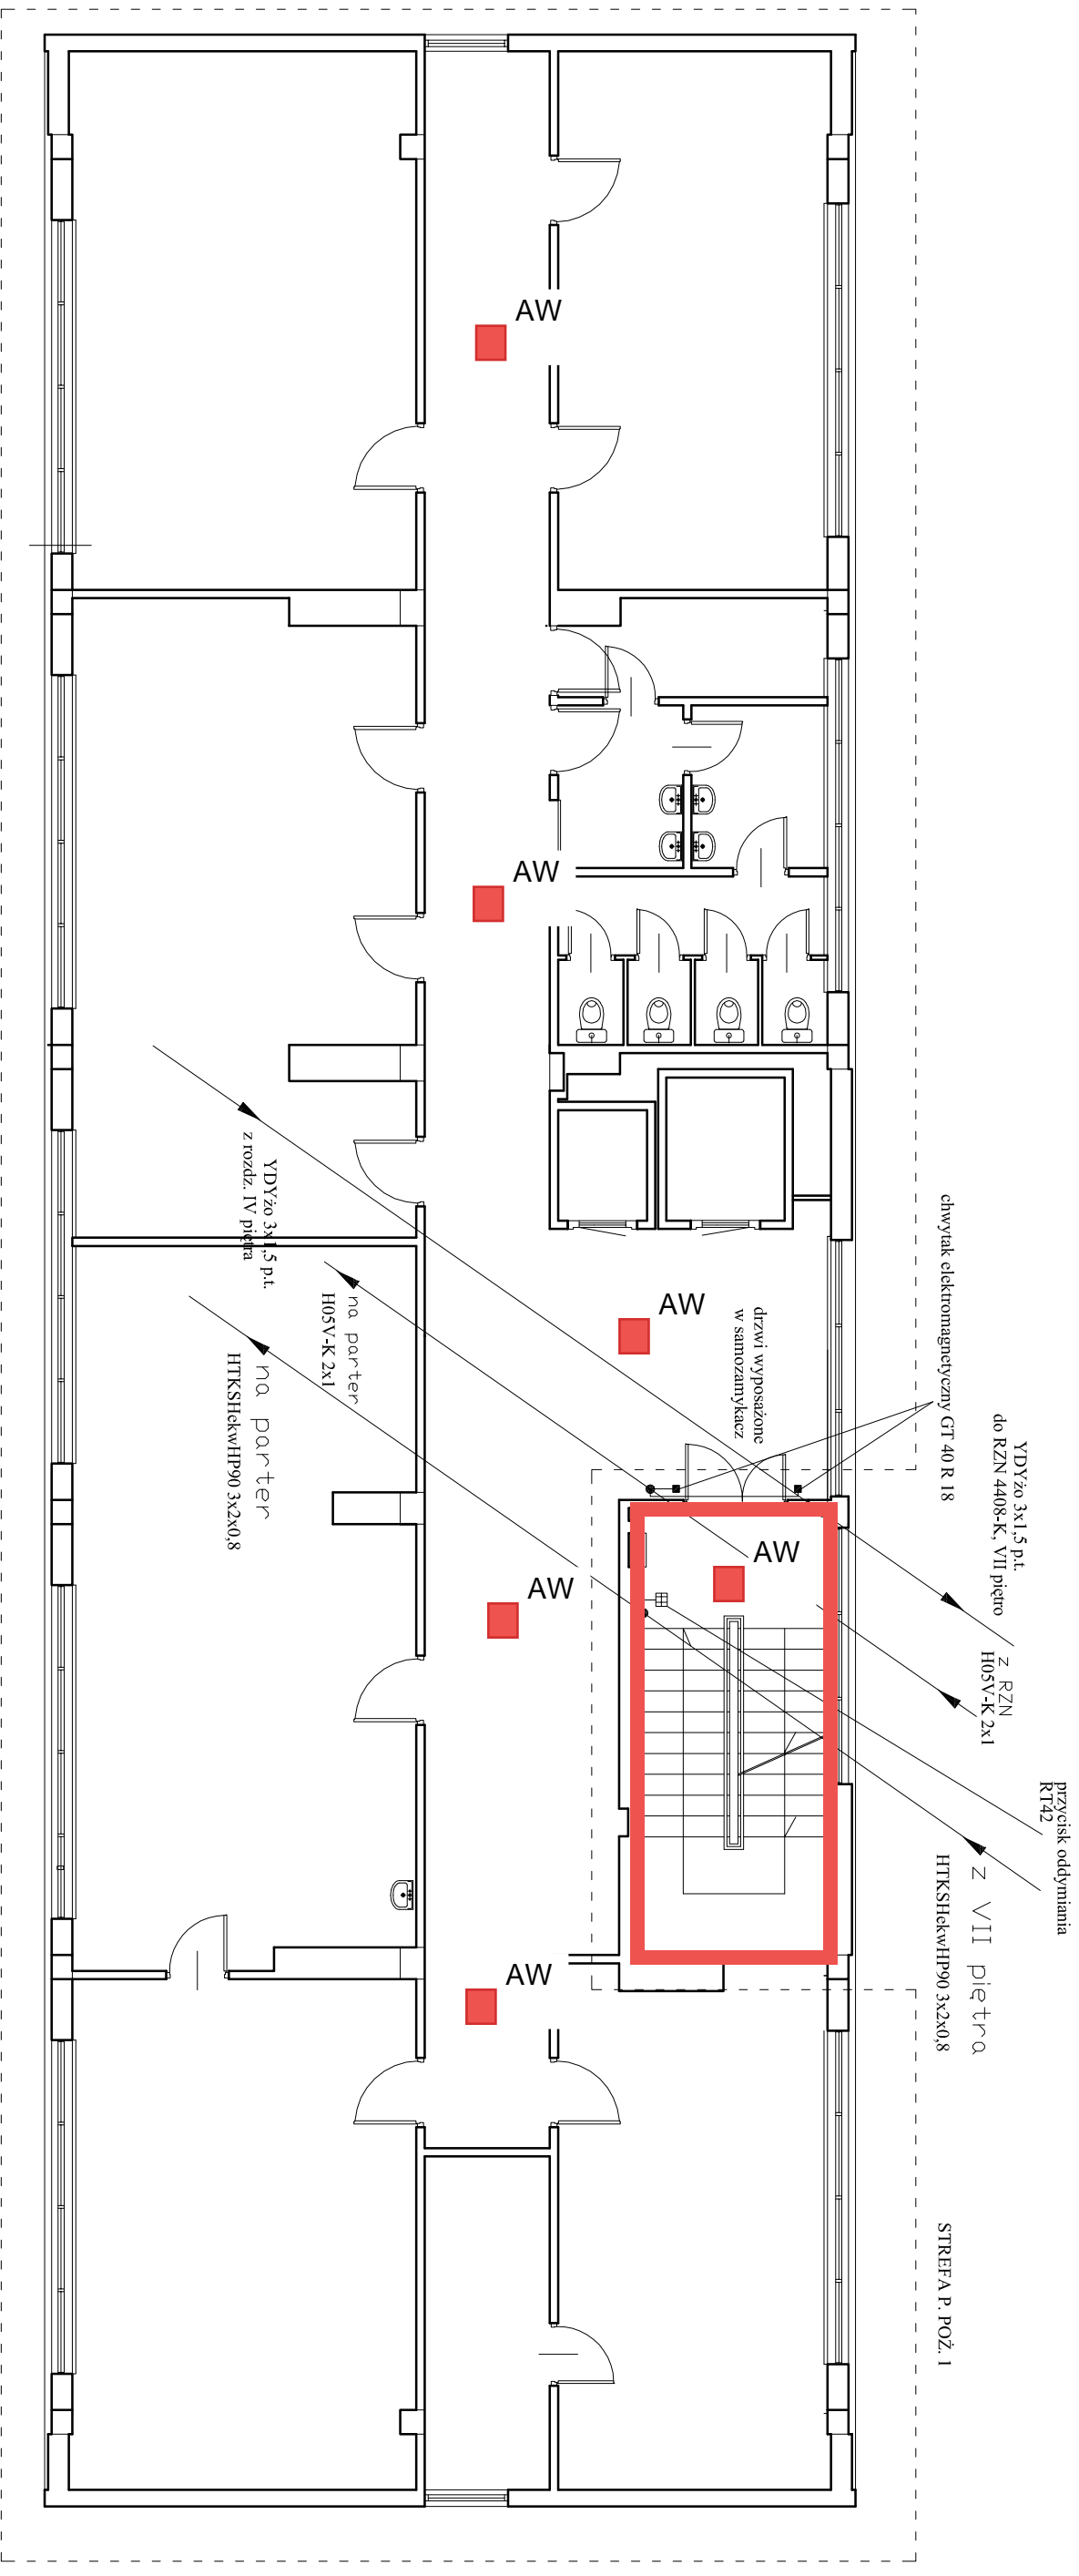 AW
AW
YDYżo 3x1,5 p.t.
z rozdz. IV piętra
na parter
H05V-K 2x1
na parter
HTKSHekwHP90 3x2x0,8
AW
drzwi wyposażone
w samozamykacz
chwytak elektromagnetyczny GT 40 R 18
YDYżo 3x1,5 p.t.
do RZN 4408-K, VII piętro
AW
AW
z RZN
H05V-K 2x1
przycisk oddymiania
RT42
z VII piętra
HTKSHekwHP90 3x2x0,8
AW
STREFA P. POŻ. 1